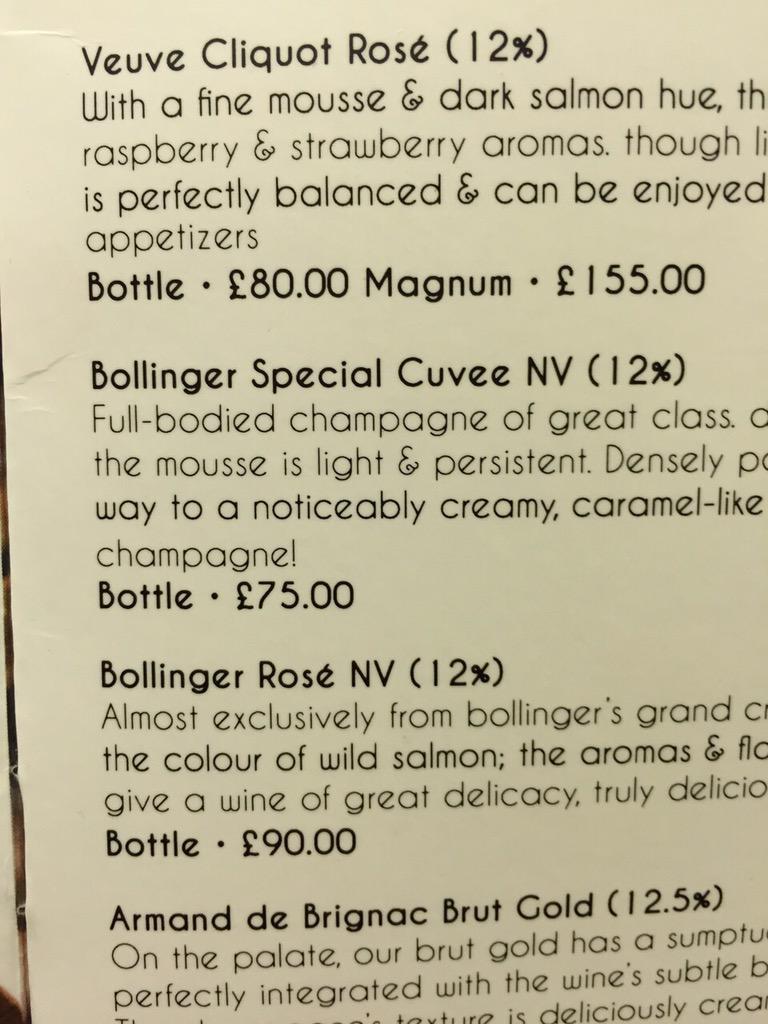 Veuve Cliquot Rosé (12%)
With a fine mousse & dark salmon hue,
raspberry & strawberry aromas. though
is perfectly balanced & can be enjoyed
appetizers
Bottle · £80.00 Magnum · £155.00
Bollinger Special Cuvee NV (12%)
Full-bodied champagne of great class.
the mousse is light & persistent. Densely
way to a noticeably creamy, caramel-like
champagne!
Bottle · £75.00
Bollinger Rosé NV (12%)
Almost exclusively from bollinger's grand
the colour of wild salmon; the aromas &
give a wine of great delicacy, truly
Bottle · £90.00
Armand de Brignac Brut Gold (12.5%)
On the palate, our brut gold has a
perfectly integrated with the wine's subtle
texture is deliciously